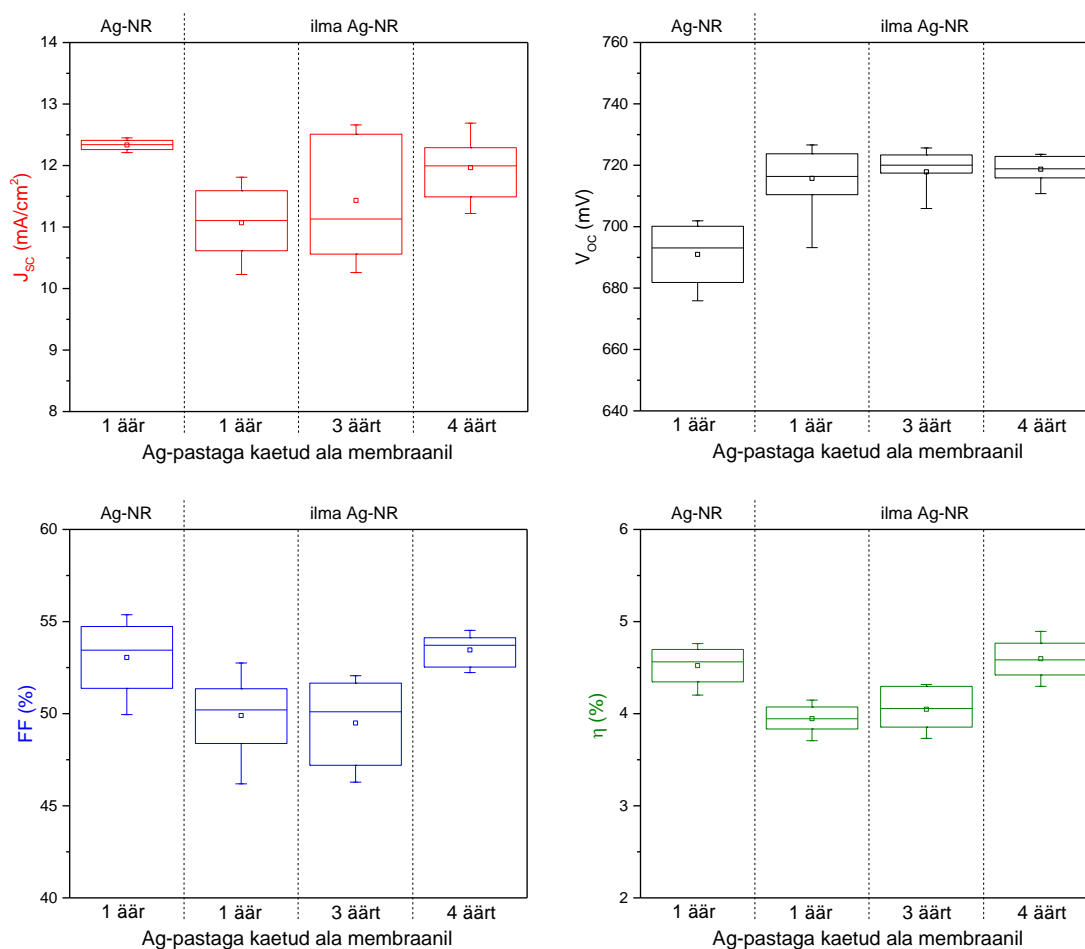 Ag-NR ilma Ag-NR
14
13
12
11
10
9
8
J_SC (mA/cm²)
1 äär 1 äär 3 äärt 4 äärt
Ag-pastaga kaetud ala membraanil
Ag-NR ilma Ag-NR
760
740
720
700
680
660
640
V_OC (mV)
1 äär 1 äär 3 äärt 4 äärt
Ag-pastaga kaetud ala membraanil
Ag-NR ilma Ag-NR
60
55
50
45
40
FF (%)
1 äär 1 äär 3 äärt 4 äärt
Ag-pastaga kaetud ala membraanil
Ag-NR ilma Ag-NR
6
5
4
3
2
η (%)
1 äär 1 äär 3 äärt 4 äärt
Ag-pastaga kaetud ala membraanil